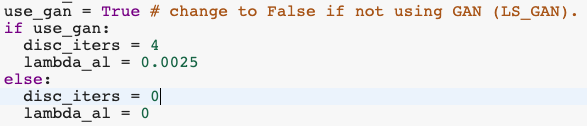 use_gan = True # change to False if not using GAN (LS_GAN).
if use_gan:
  disc_iters = 4
  lambda_al = 0.0025
else:
  disc_iters = 0
  lambda_al = 0